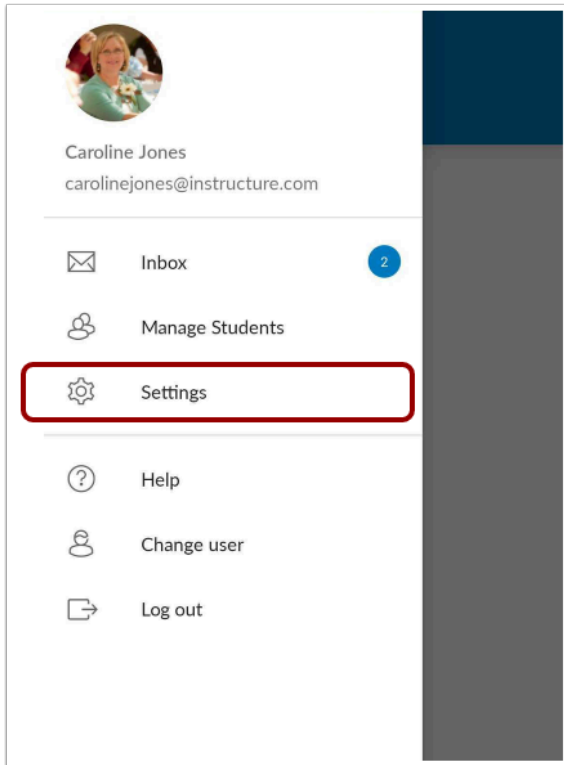 Caroline Jones
carolinejones@instructure.com
Inbox 2
Manage Students
Settings
Help
Change user
Log out